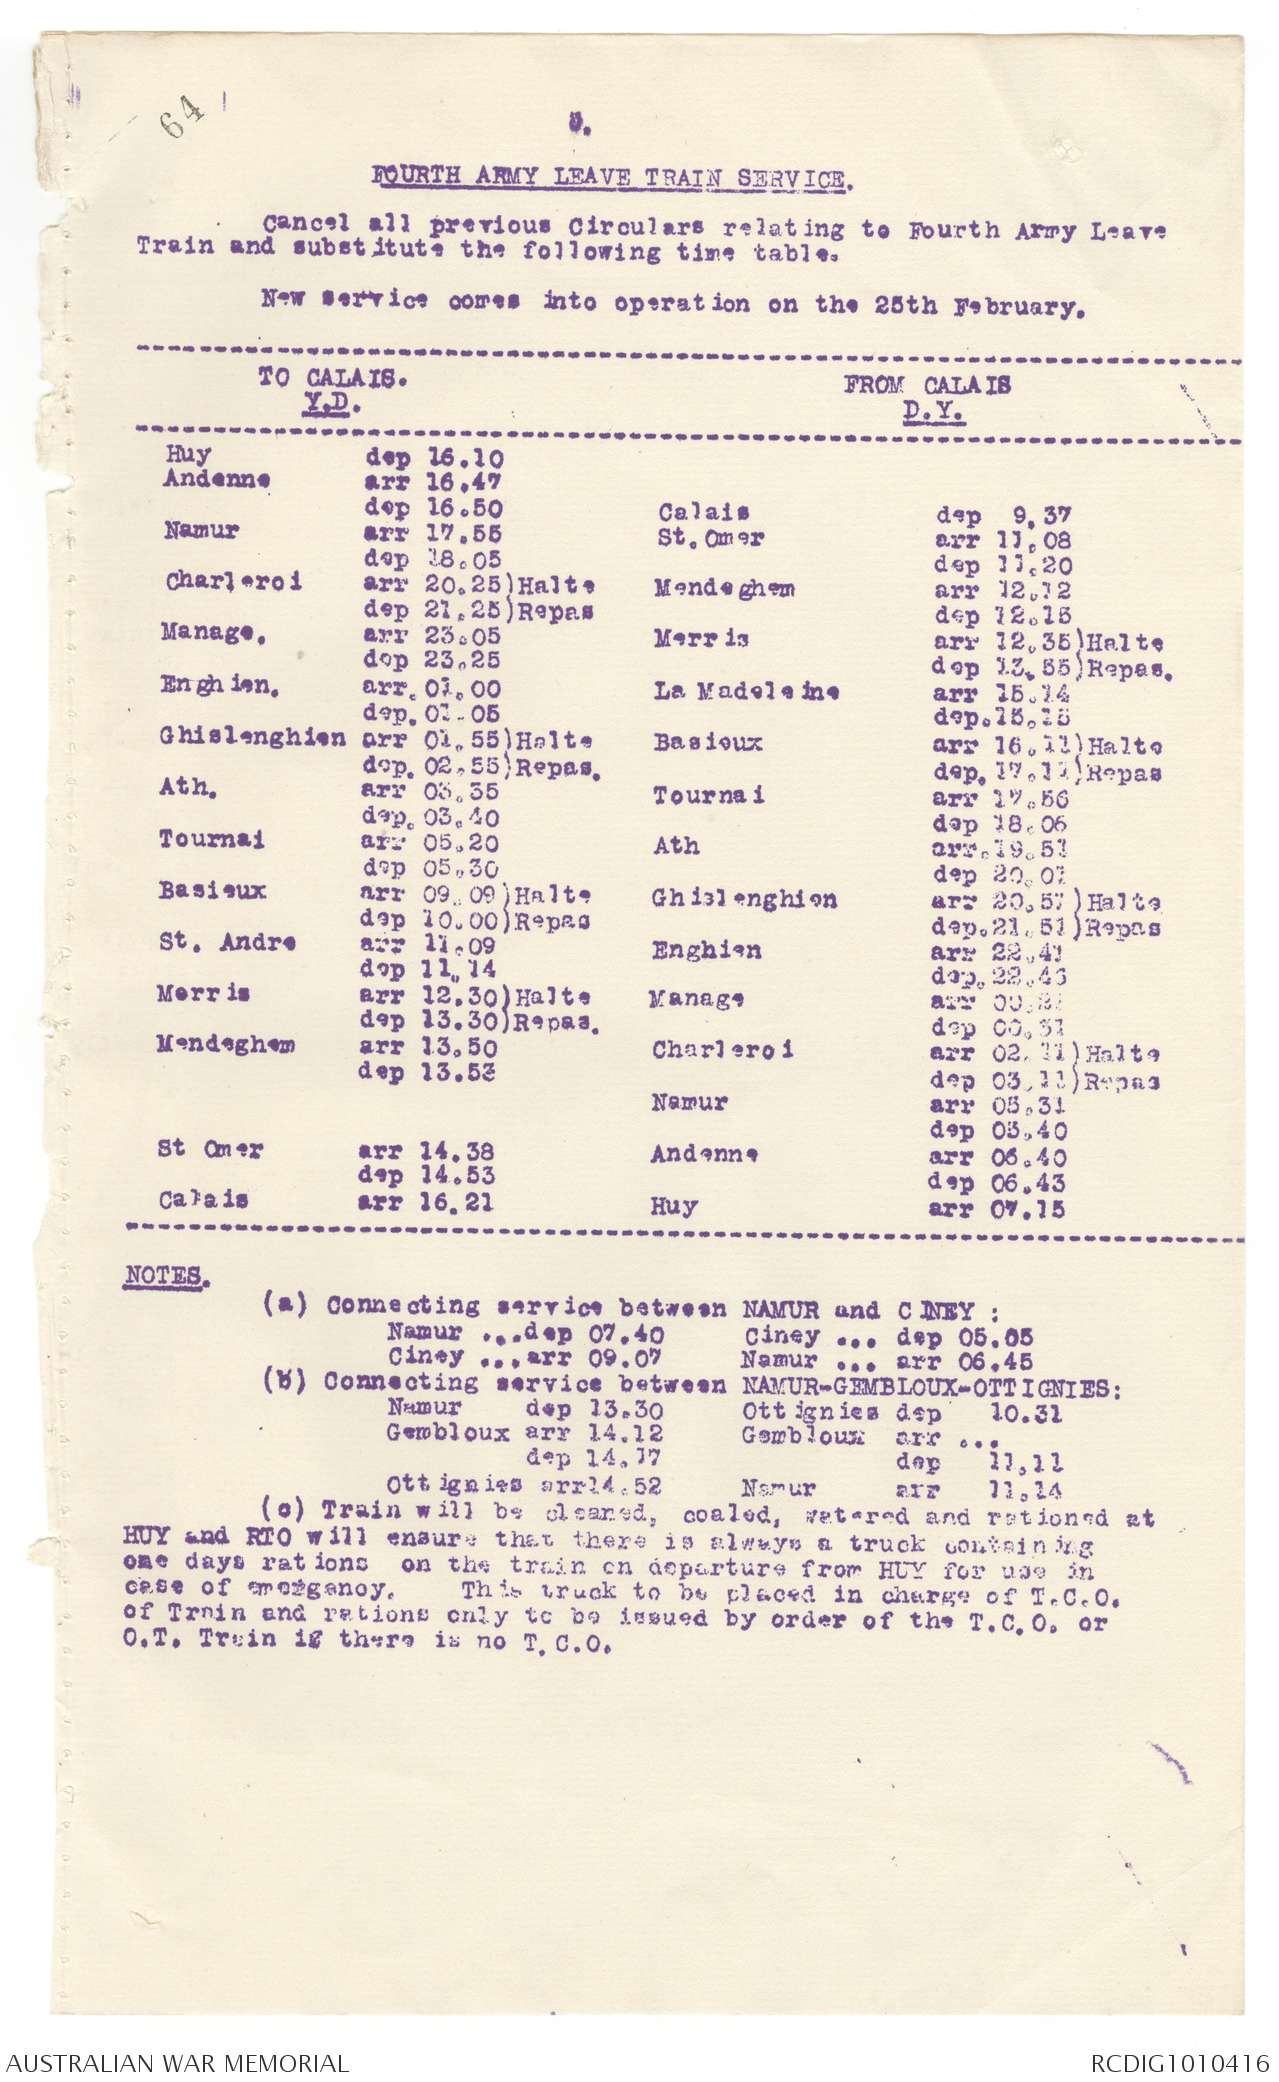 64
FOURTH ARMY LEAVE TRAIN SERVICE.
Cancel all previous Circulars relating to Fourth Army Leave
Train and substitute the following time table.
New service comes into operation on the 25th February.
TO CALAIS. FROM CALAIS
Y.D. D.Y.
Huy dep 16.10
Andenne arr 16.47
dep 16.50 Calais dep 9.37
Namur arr 17.55 St.Omer arr 11.08
dep 18.05 dep 11.20
Charleroi arr 20.25)Halte Mendeghem arr 12.12
dep 21.25)Repas dep 12.15
Manage. arr 23.05 Merris arr 12.35)Halte
dep 23.25 dep 13.55)Repas.
Enghien. arr.01.00 La Madeleine arr 15.14
dep.01.05 dep.15.15
Ghislenghien arr 01.55)Halte Basieux arr 16.11)Halte
dep. 02.55)Repas. dep. 17.11)Repas
Ath. arr 03.35 Tournai arr 17.56
dep.03.40 dep 18.06
Tournai arr 05.20 Ath arr.19.51
dep 05.30 dep 20.01
Basieux arr 09.09)Halte Ghislenghien arr 20.57)Halte
dep 10.00)Repas dep.21.51)Repas
St. Andre arr 11.09 Enghien arr 22.41
dep 11.14 dep.22.46
Merris arr 12.30)Halte Manage arr
dep 13.30)Repas. dep 00.31
Mendeghem arr 13.50 Charleroi arr 02.11)Halte
dep 13.53 dep 03.11)Repas
Namur arr 05.31
dep 05.40
St Omer arr 14.38 Andenne arr 06.40
dep 14.53 dep 06.43
Calais arr 16.21 Huy arr 07.15
NOTES.
(a) Connecting service between NAMUR and CINEY :
Namur ...dep 07.40 Ciney ... dep 05.05
Ciney ...arr 09.07 Namur ... arr 06.45
(b) Connecting service between NAMUR-GEMBLOUX-OTTIGNIES:
Namur dep 13.30 Ottignies dep 10.31
Gembloux arr 14.12 Gembloux arr ...
dep 14.17 dep 11.11
Ottignies arr14.52 Namur arr 11.14
(c) Train will be cleaned, coaled, watered and rationed at
HUY and RTO will ensure that there is always a truck containing
one days rations on the train on departure from HUY for use in
case of emergency. This truck to be placed in charge of T.C.O.
of Train and rations only to be issued by order of the T.C.O. or
O.T. Train if there is no T.C.O.
AUSTRALIAN WAR MEMORIAL RCDIG1010416